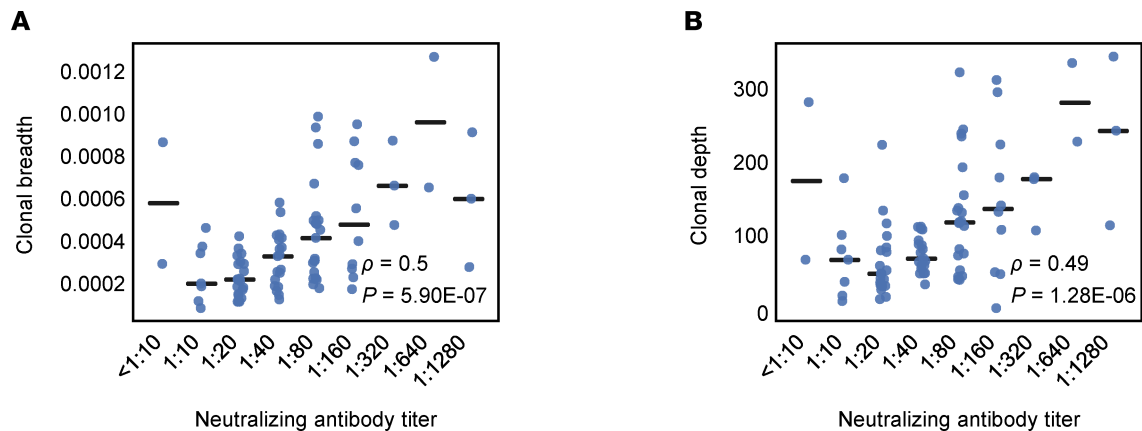 A
Clonal breadth
0.0012
0.0010
0.0008
0.0006
0.0004
0.0002
ρ = 0.5
P = 5.90E-07
<1:10
1:10
1:20
1:40
1:80
1:160
1:320
1:640
1:1280
Neutralizing antibody titer
B
Clonal depth
300
200
100
0
ρ = 0.49
P = 1.28E-06
<1:10
1:10
1:20
1:40
1:80
1:160
1:320
1:640
1:1280
Neutralizing antibody titer